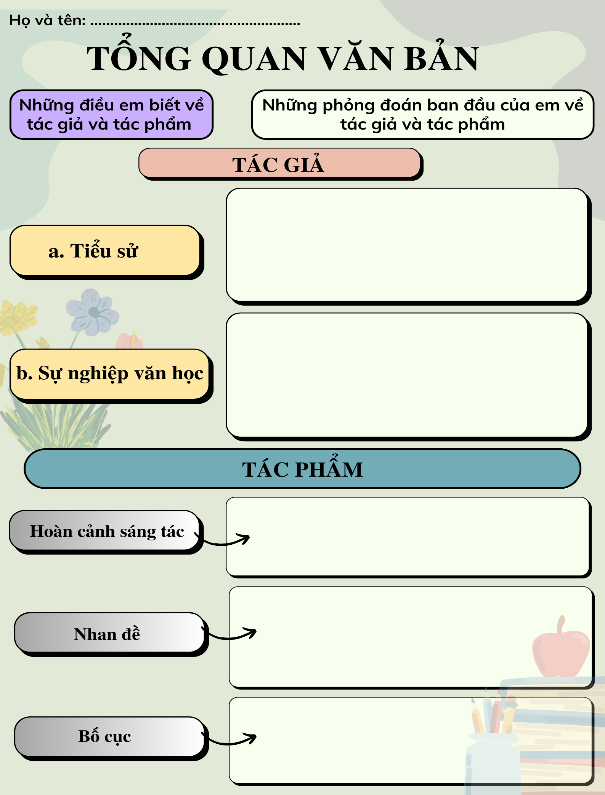 Họ và tên: ....................................................
TỔNG QUAN VĂN BẢN
Những điều em biết về
tác giả và tác phẩm
Những phỏng đoán ban đầu của em về
tác giả và tác phẩm
TÁC GIẢ
a. Tiểu sử
b. Sự nghiệp văn học
TÁC PHẨM
Hoàn cảnh sáng tác
Nhan đề
Bố cục